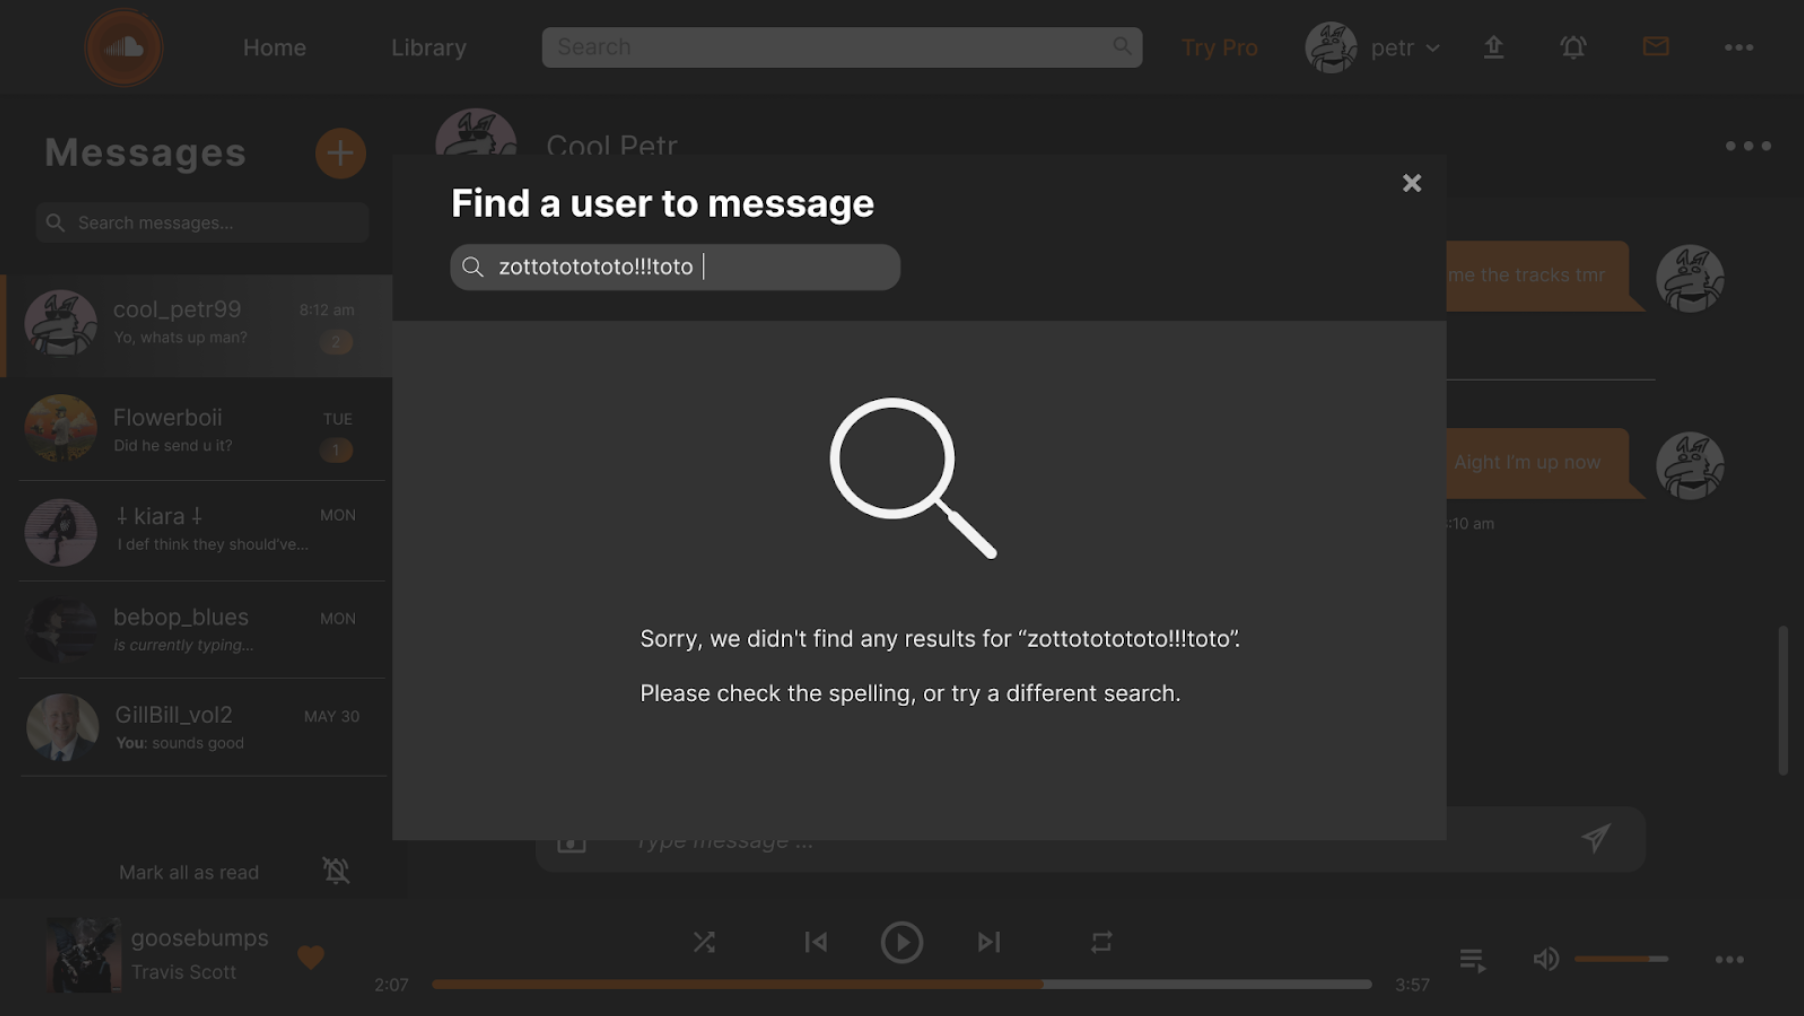 Home
Library
Search
Try Pro
petr
Messages
Search messages...
cool_petr99
8:12 am
Yo, whats up man?
2
Flowerboii
TUE
Did he send u it?
1
⸸ kiara ⸸
MON
I def think they should've...
bebop_blues
MON
is currently typing...
GillBill_vol2
MAY 30
You: sounds good
Mark all as read
Cool Petr
Find a user to message
zottototototo!!!toto
Sorry, we didn't find any results for “zottototototo!!!toto”.
Please check the spelling, or try a different search.
me the tracks tmr
Aight I'm up now
:10 am
Type message ...
goosebumps
Travis Scott
2:07
3:57